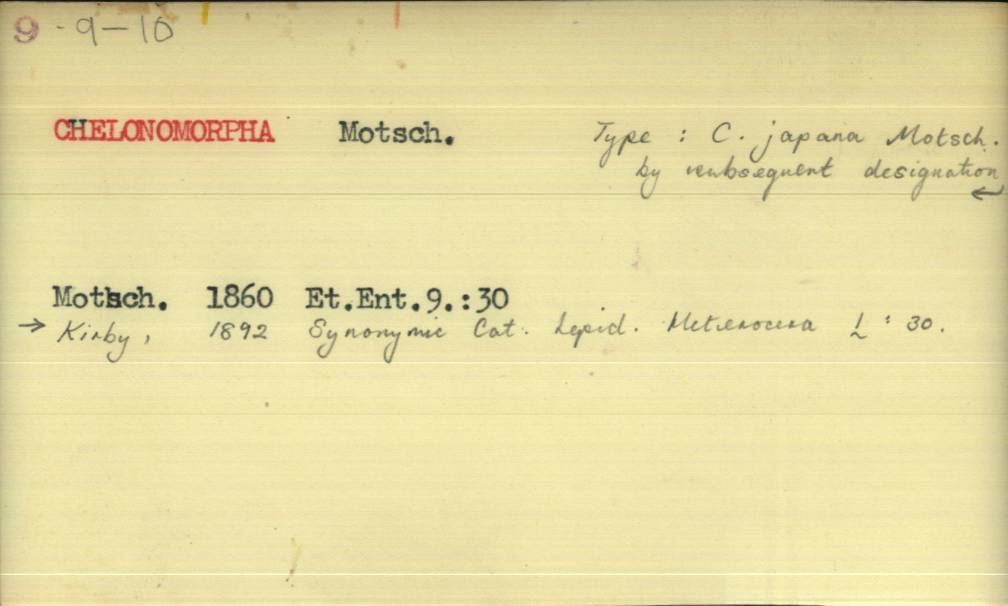 9 - 9-10
CHELONOMORPHA Motsch. Type : C. japana Motsch.
by subsequent designation
←
Motsch. 1860 Et.Ent.9.:30
→ Kirby, 1892 Synonymic Cat. Lepid. Heterocera 1 : 30.